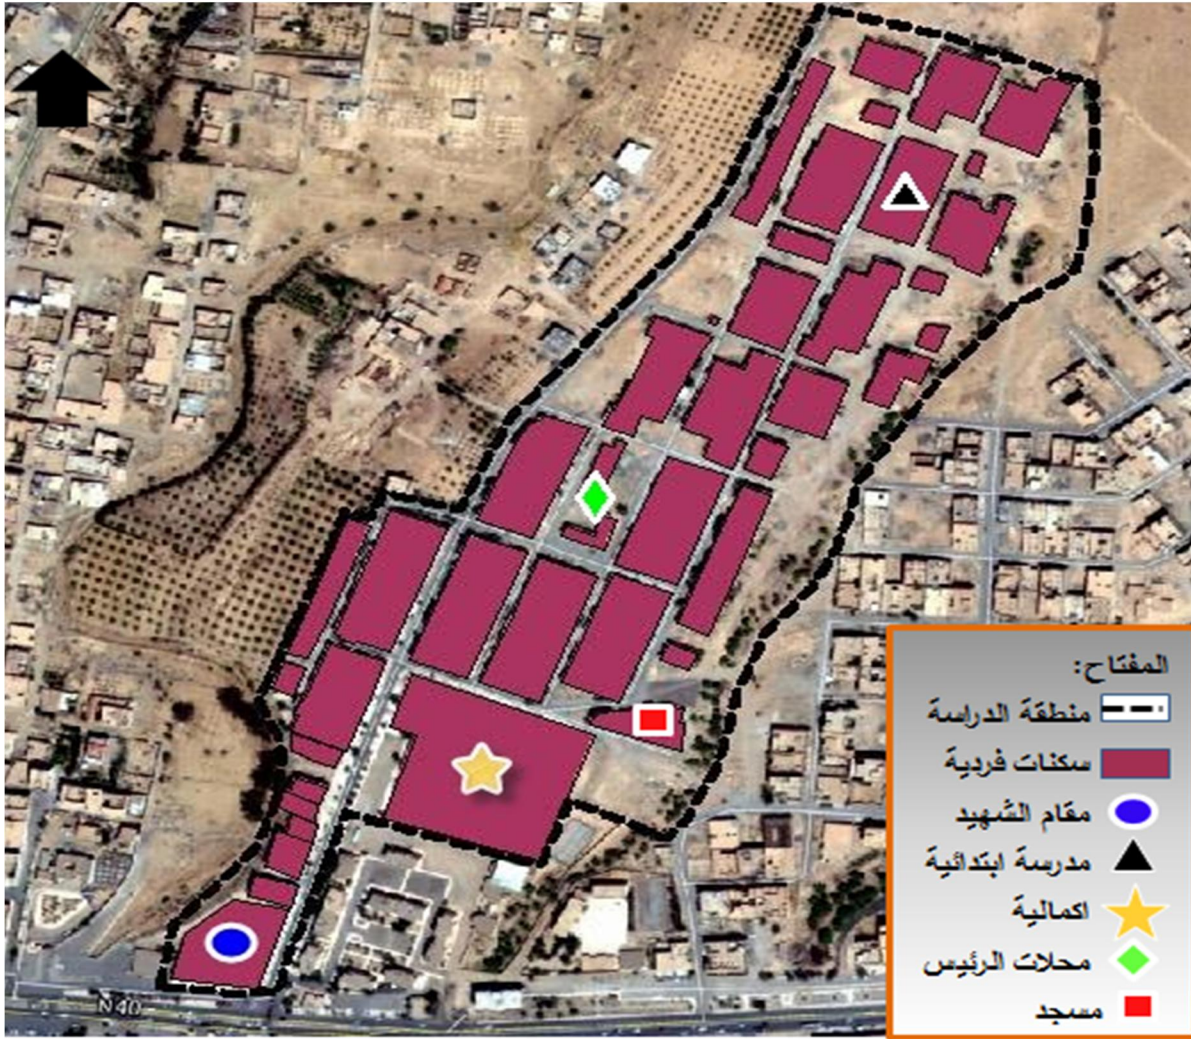 المفتاح:
منطقة الدراسة
سكنات فردية
مقام الشهيد
مدرسة ابتدائية
اكمالية
محلات الرئيس
مسجد
N40